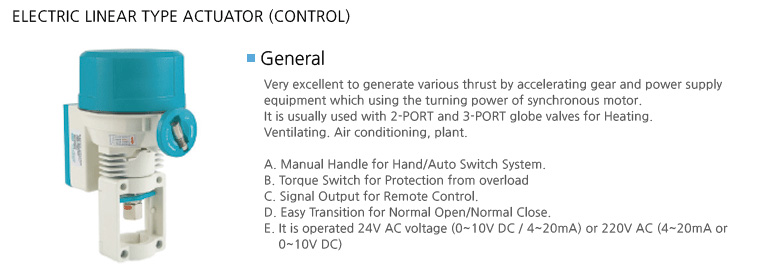 ELECTRIC LINEAR TYPE ACTUATOR (CONTROL)
General
Very excellent to generate various thrust by accelerating gear and power supply
equipment which using the turning power of synchronous motor.
It is usually used with 2-PORT and 3-PORT globe valves for Heating.
Ventilating. Air conditioning, plant.
A. Manual Handle for Hand/Auto Switch System.
B. Torque Switch for Protection from overload
C. Signal Output for Remote Control.
D. Easy Transition for Normal Open/Normal Close.
E. It is operated 24V AC voltage (0~10V DC / 4~20mA) or 220V AC (4~20mA or
0~10V DC)